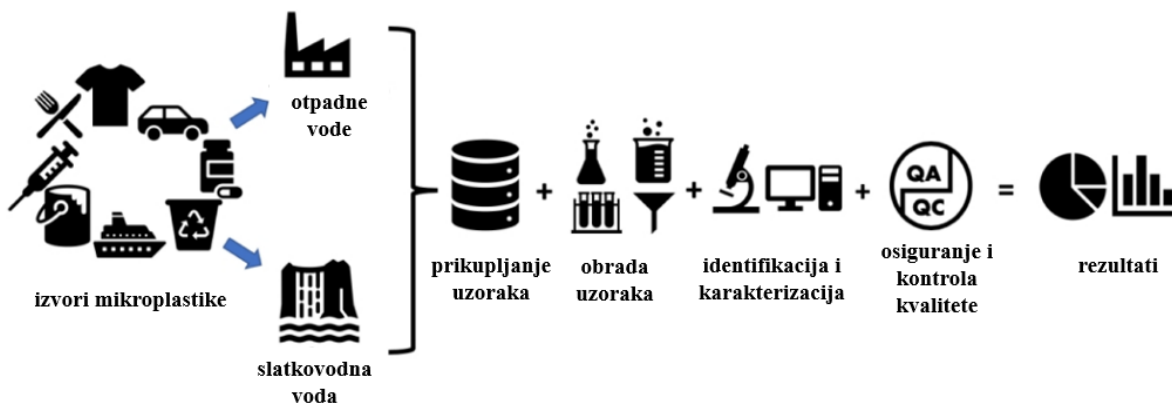 izvori mikroplastike
otpadne
vode
slatkovodna
voda
prikupljanje
uzoraka
+
obrada
uzoraka
+
identifikacija i
karakterizacija
+
QA
QC
osiguranje i
kontrola
kvalitete
=
rezultati